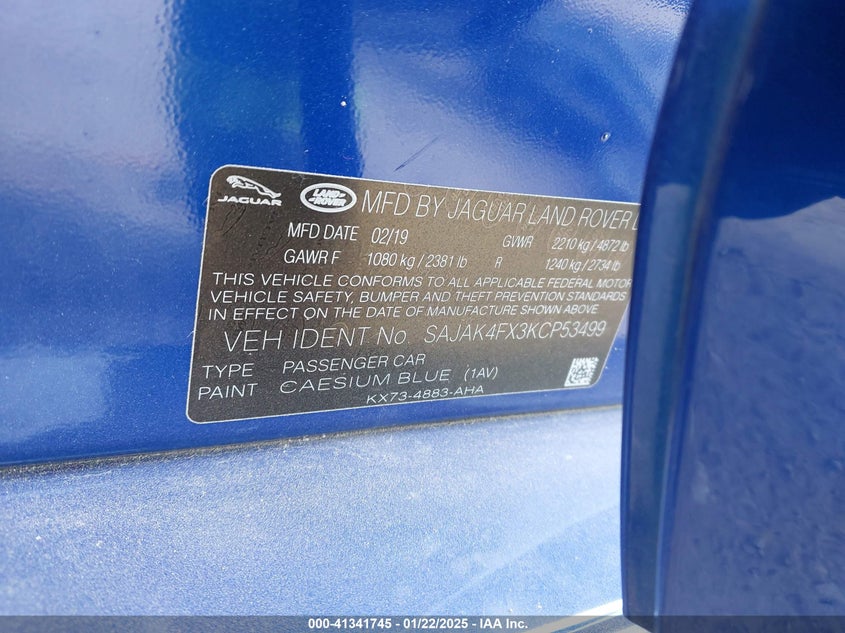 JAGUAR
LAND ROVER
MFD BY JAGUAR LAND ROVER L
MFD DATE 02/19 GVWR 2210 kg / 4872 lb
GAWR F 1080 kg / 2381 lb R 1240 kg / 2734 lb
THIS VEHICLE CONFORMS TO ALL APPLICABLE FEDERAL MOTOR
VEHICLE SAFETY, BUMPER AND THEFT PREVENTION STANDARDS
IN EFFECT ON THE DATE OF MANUFACTURE SHOWN ABOVE
VEH IDENT No. SAJAK4FX3KCP53499
TYPE PASSENGER CAR
PAINT CAESIUM BLUE (1AV)
KX73-4883-AHA
000-41341745 - 01/22/2025 - IAA Inc.